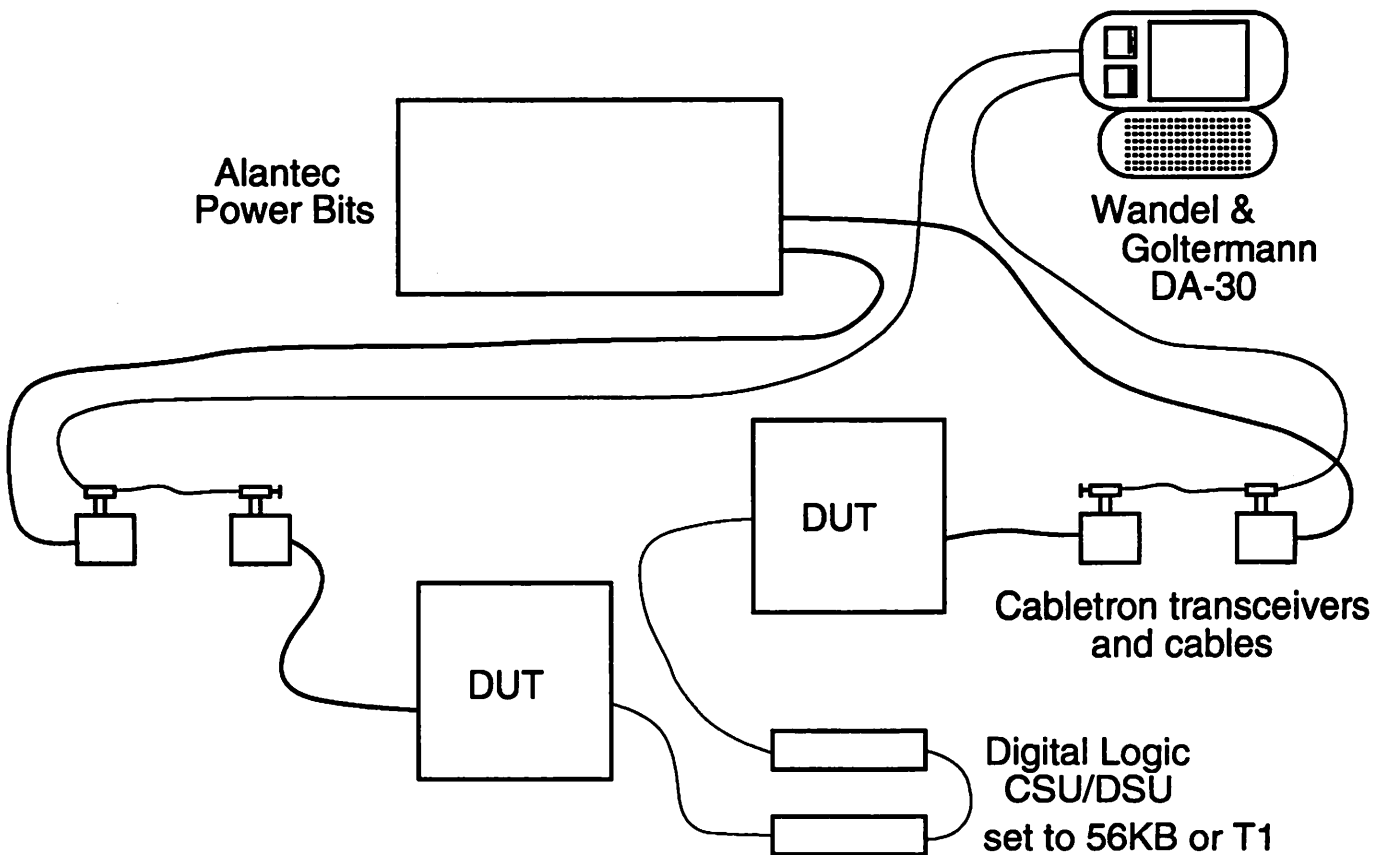 Alantec
Power Bits
Wandel &
Goltermann
DA-30
DUT
Cabletron transceivers
and cables
DUT
Digital Logic
CSU/DSU
set to 56KB or T1